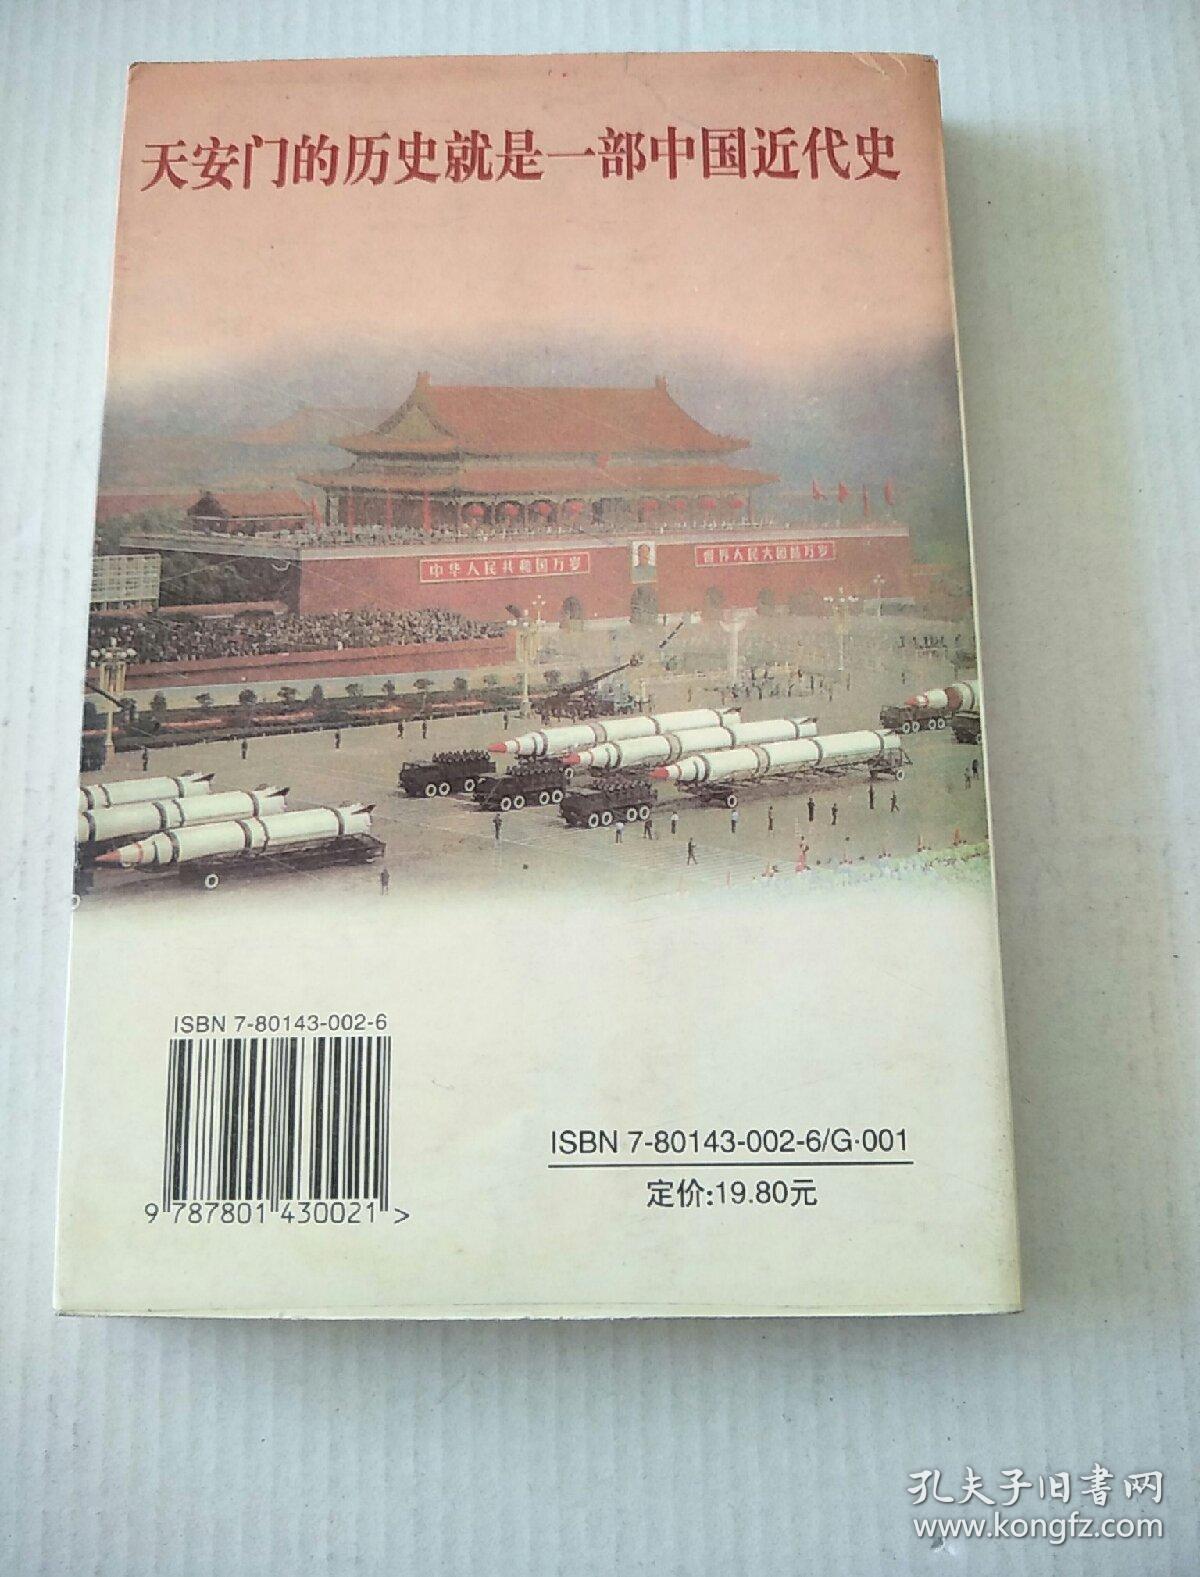 天安门的历史就是一部中国近代史
中华人民共和国万岁
世界人民大团结万岁
ISBN 7-80143-002-6
9 787801 430021 >
ISBN 7-80143-002-6/G·001
定价:19.80元
孔夫子旧书网
www.kongfz.com